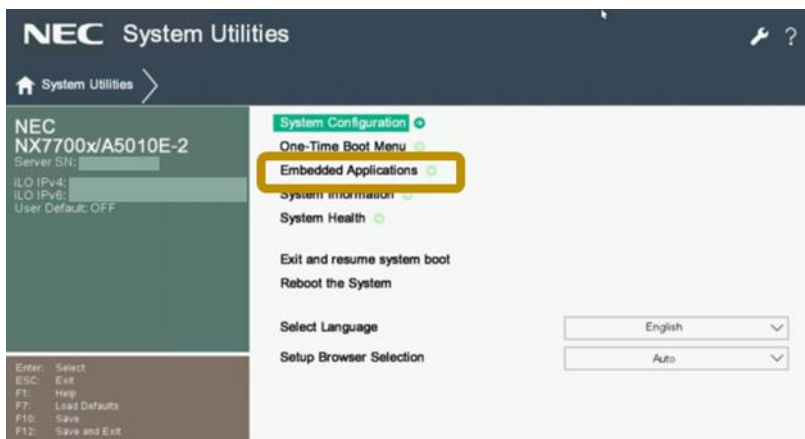 NEC System Utilities
?
System Utilities
NEC
NX7700x/A5010E-2
Server SN:
iLO IPv4:
iLO IPv6:
User Default: OFF
System Configuration
One-Time Boot Menu
Embedded Applications
System Information
System Health
Exit and resume system boot
Reboot the System
Select Language English
Setup Browser Selection Auto
Enter: Select
ESC: Exit
F1: Help
F7: Load Defaults
F10: Save
F12: Save and Exit